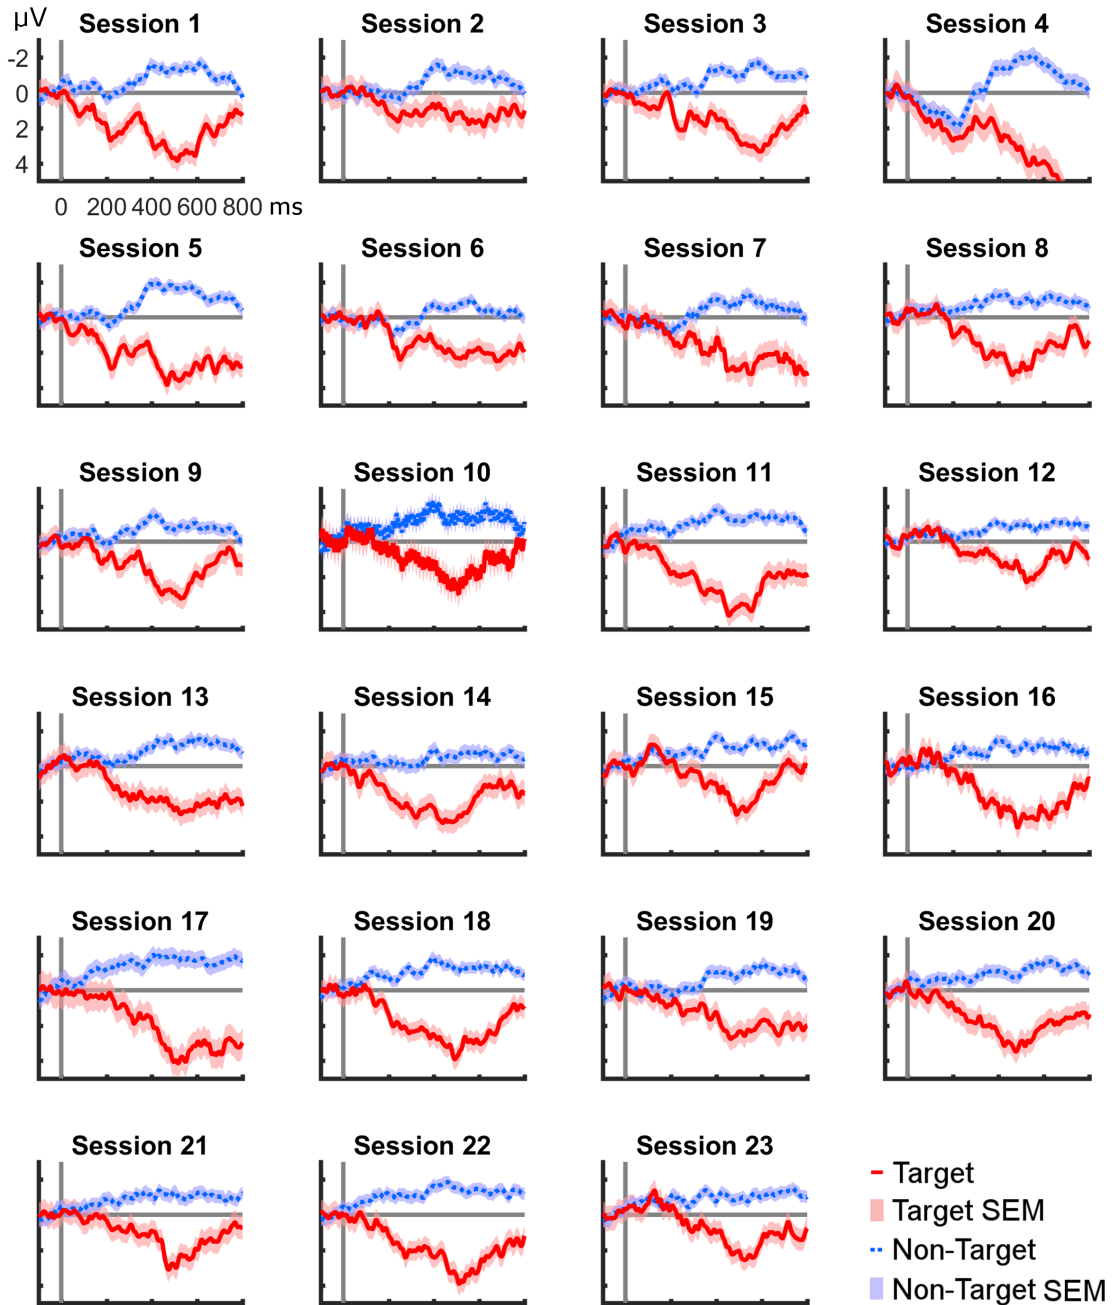 µV
Session 1 Session 2 Session 3 Session 4
-2
0
2
4
0 200 400 600 800 ms
Session 5 Session 6 Session 7 Session 8
Session 9 Session 10 Session 11 Session 12
Session 13 Session 14 Session 15 Session 16
Session 17 Session 18 Session 19 Session 20
Session 21 Session 22 Session 23
Target
Target SEM
Non-Target
Non-Target SEM